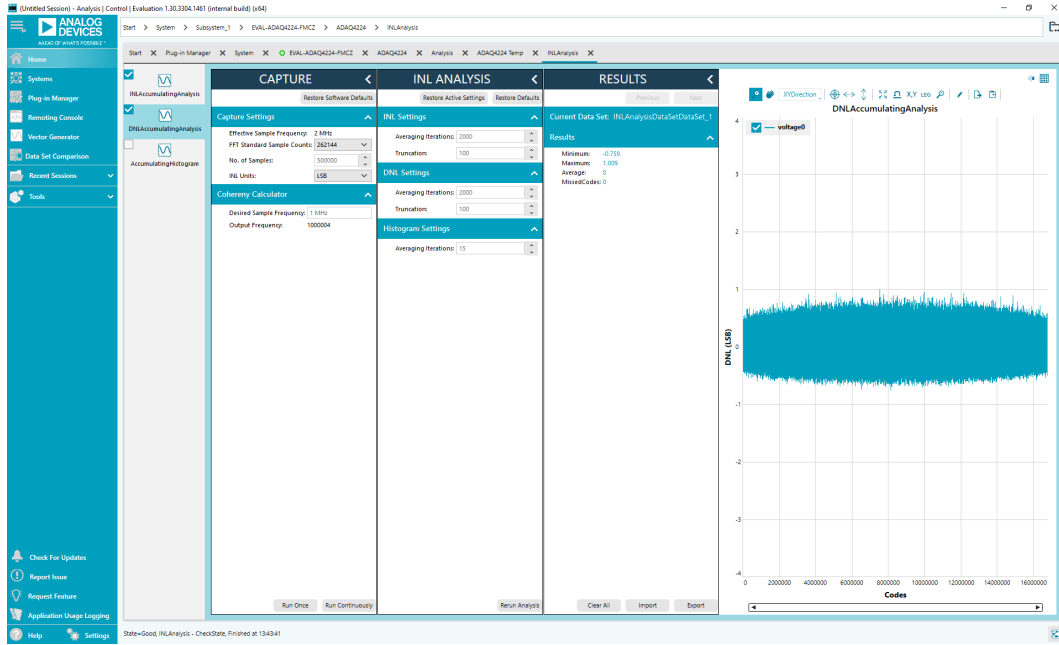 (Untitled Session) - Analysis | Control | Evaluation 1.30.3304.1461 (internal build) (x64)
ANALOG
DEVICES
AHEAD OF WHAT'S POSSIBLE™
Start > System > Subsystem_1 > EVAL-ADAQ4224-FMCZ > ADAQ4224 > INLAnalysis
Start X Plug-in Manager X System X EVAL-ADAQ4224-FMCZ X ADAQ4224 X Analysis X ADAQ4224 Temp X INLAnalysis X
Home
Systems
Plug-in Manager
Remoting Console
Vector Generator
Data Set Comparison
Recent Sessions
Tools
Check For Updates
Report Issue
Request Feature
Application Usage Logging
Help
Settings
INLAccumulatingAnalysis
DNLAccumulatingAnalysis
AccumulatingHistogram
CAPTURE
Restore Software Defaults
Capture Settings
Effective Sample Frequency: 2 MHz
FFT Standard Sample Counts: 262144
No. of Samples: 500000
INL Units: LSB
Cohereny Calculator
Desired Sample Frequency: 1 MHz
Output Frequency: 1000004
Run Once
Run Continuously
INL ANALYSIS
Restore Active Settings
Restore Defaults
INL Settings
Averaging Iterations: 2000
Truncation: 100
DNL Settings
Averaging Iterations: 2000
Truncation: 100
Histogram Settings
Averaging Iterations: 15
Rerun Analysis
RESULTS
Previous
Next
Current Data Set: INLAnalysisDataSetDataSet_1
Results
Minimum: -0.759
Maximum: 1.009
Average: 0
MissedCodes: 0
Clear All
Import
Export
XYDirection
X,Y LEG
DNLAccumulatingAnalysis
voltage0
4
3
2
1
0
-1
-2
-3
-4
DNL (LSB)
0 2000000 4000000 6000000 8000000 10000000 12000000 14000000 16000000
Codes
State=Good, INLAnalysis - CheckState, Finished at 13:43:41